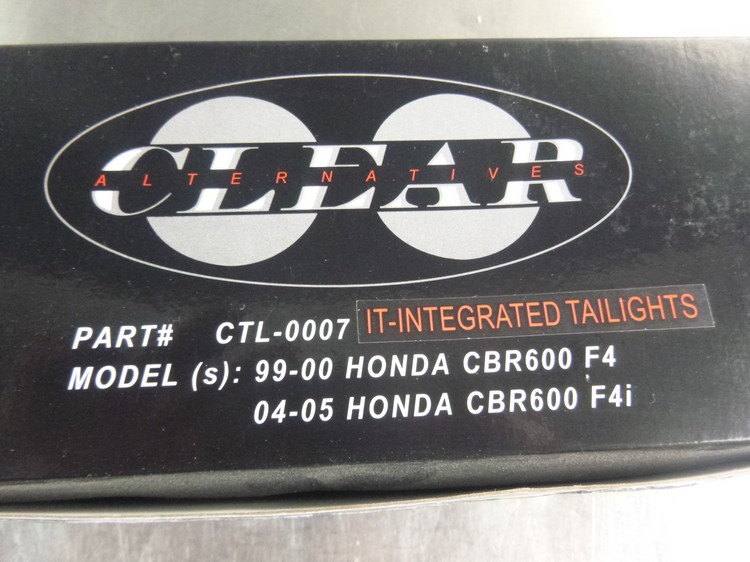 CLEAR
ALTERNATIVES
PART# CTL-0007 IT-INTEGRATED TAILIGHTS
MODEL (s): 99-00 HONDA CBR600 F4
04-05 HONDA CBR600 F4i